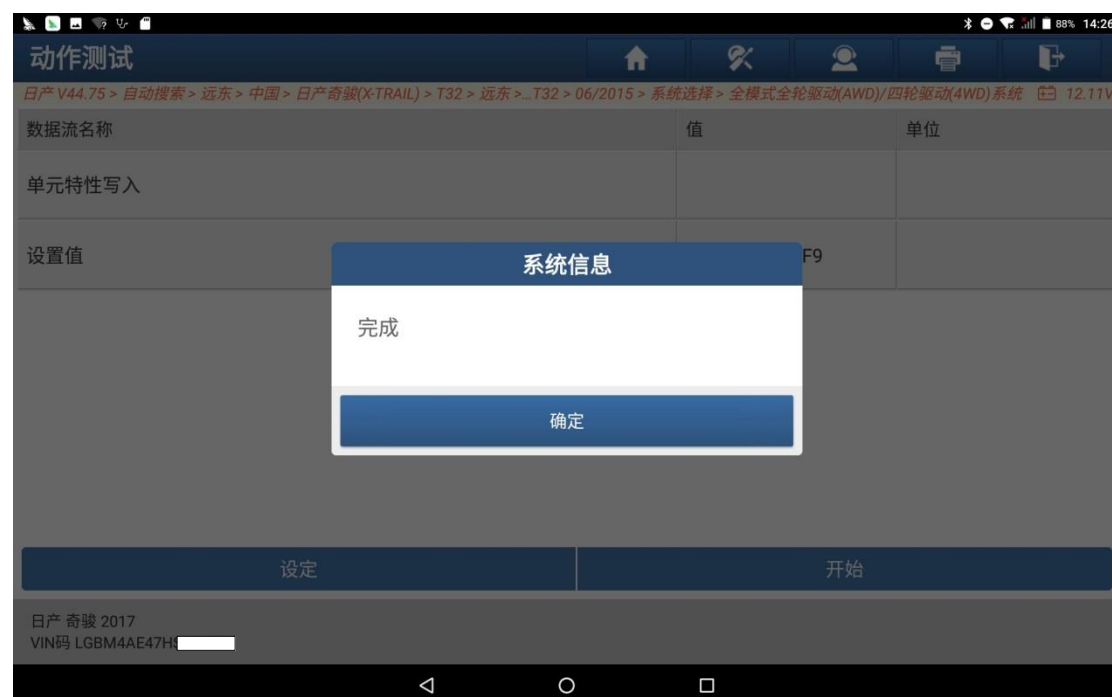 88% 14:26
动作测试
日产 V44.75 > 自动搜索 > 远东 > 中国 > 日产奇骏(X-TRAIL) > T32 > 远东 >...T32 > 06/2015 > 系统选择 > 全模式全轮驱动(AWD)/四轮驱动(4WD)系统 12.11V
数据流名称 值 单位
单元特性写入
设置值 F9
系统信息
完成
确定
设定 开始
日产 奇骏 2017
VIN码 LGBM4AE47H